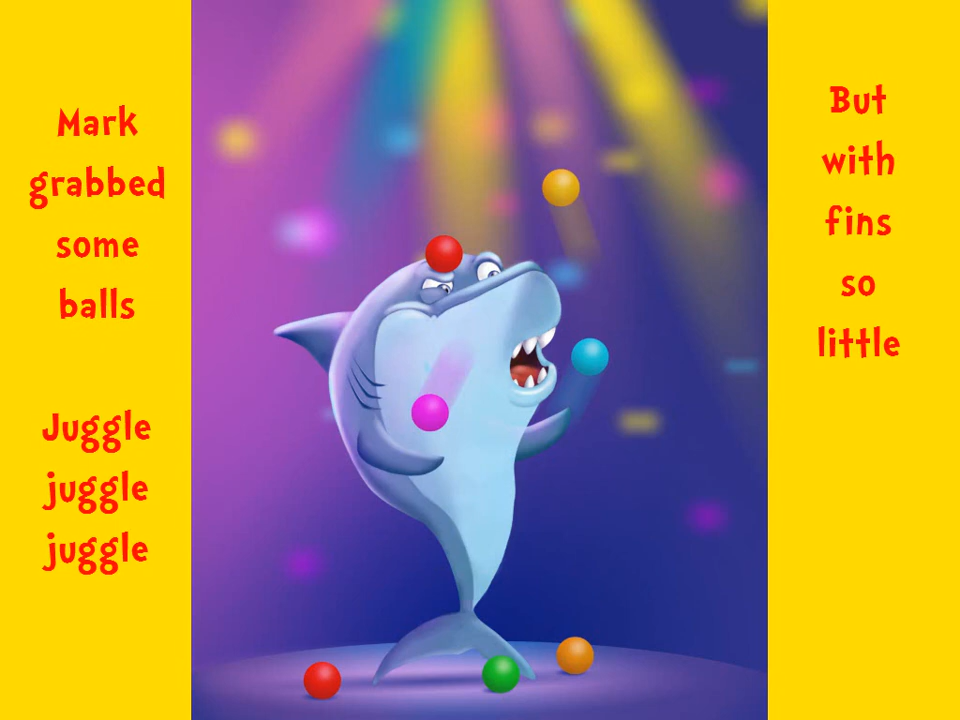 Mark
grabbed
some
balls
Juggle
juggle
juggle
But
with
fins
so
little